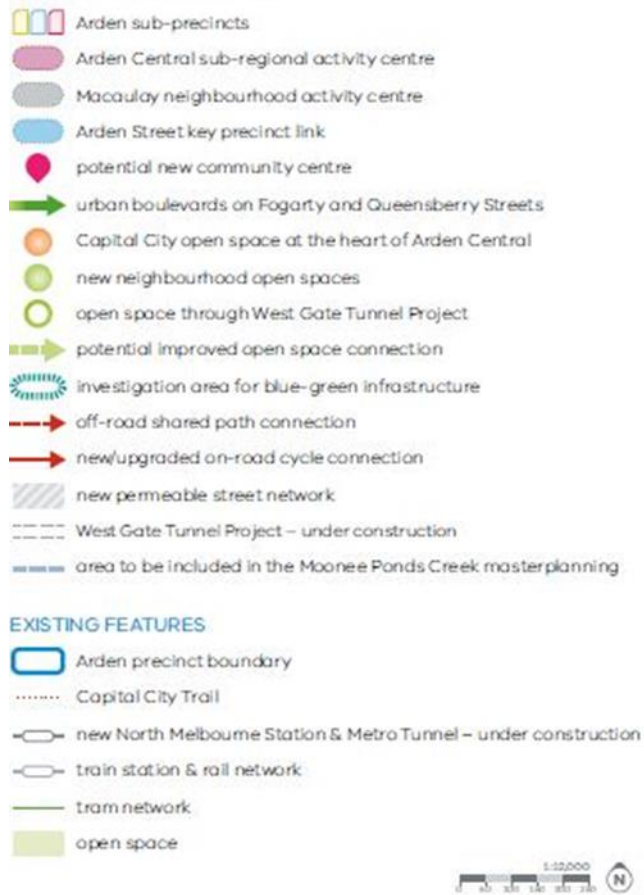 Arden sub-precincts
Arden Central sub-regional activity centre
Macaulay neighbourhood activity centre
Arden Street key precinct link
potential new community centre
urban boulevards on Fogarty and Queensberry Streets
Capital City open space at the heart of Arden Central
new neighbourhood open spaces
open space through West Gate Tunnel Project
potential improved open space connection
investigation area for blue-green infrastructure
off-road shared path connection
new/upgraded on-road cycle connection
new permeable street network
West Gate Tunnel Project – under construction
area to be included in the Moonee Ponds Creek masterplanning
EXISTING FEATURES
Arden precinct boundary
Capital City Trail
new North Melbourne Station & Metro Tunnel – under construction
train station & rail network
tram network
open space
1:12,000
N